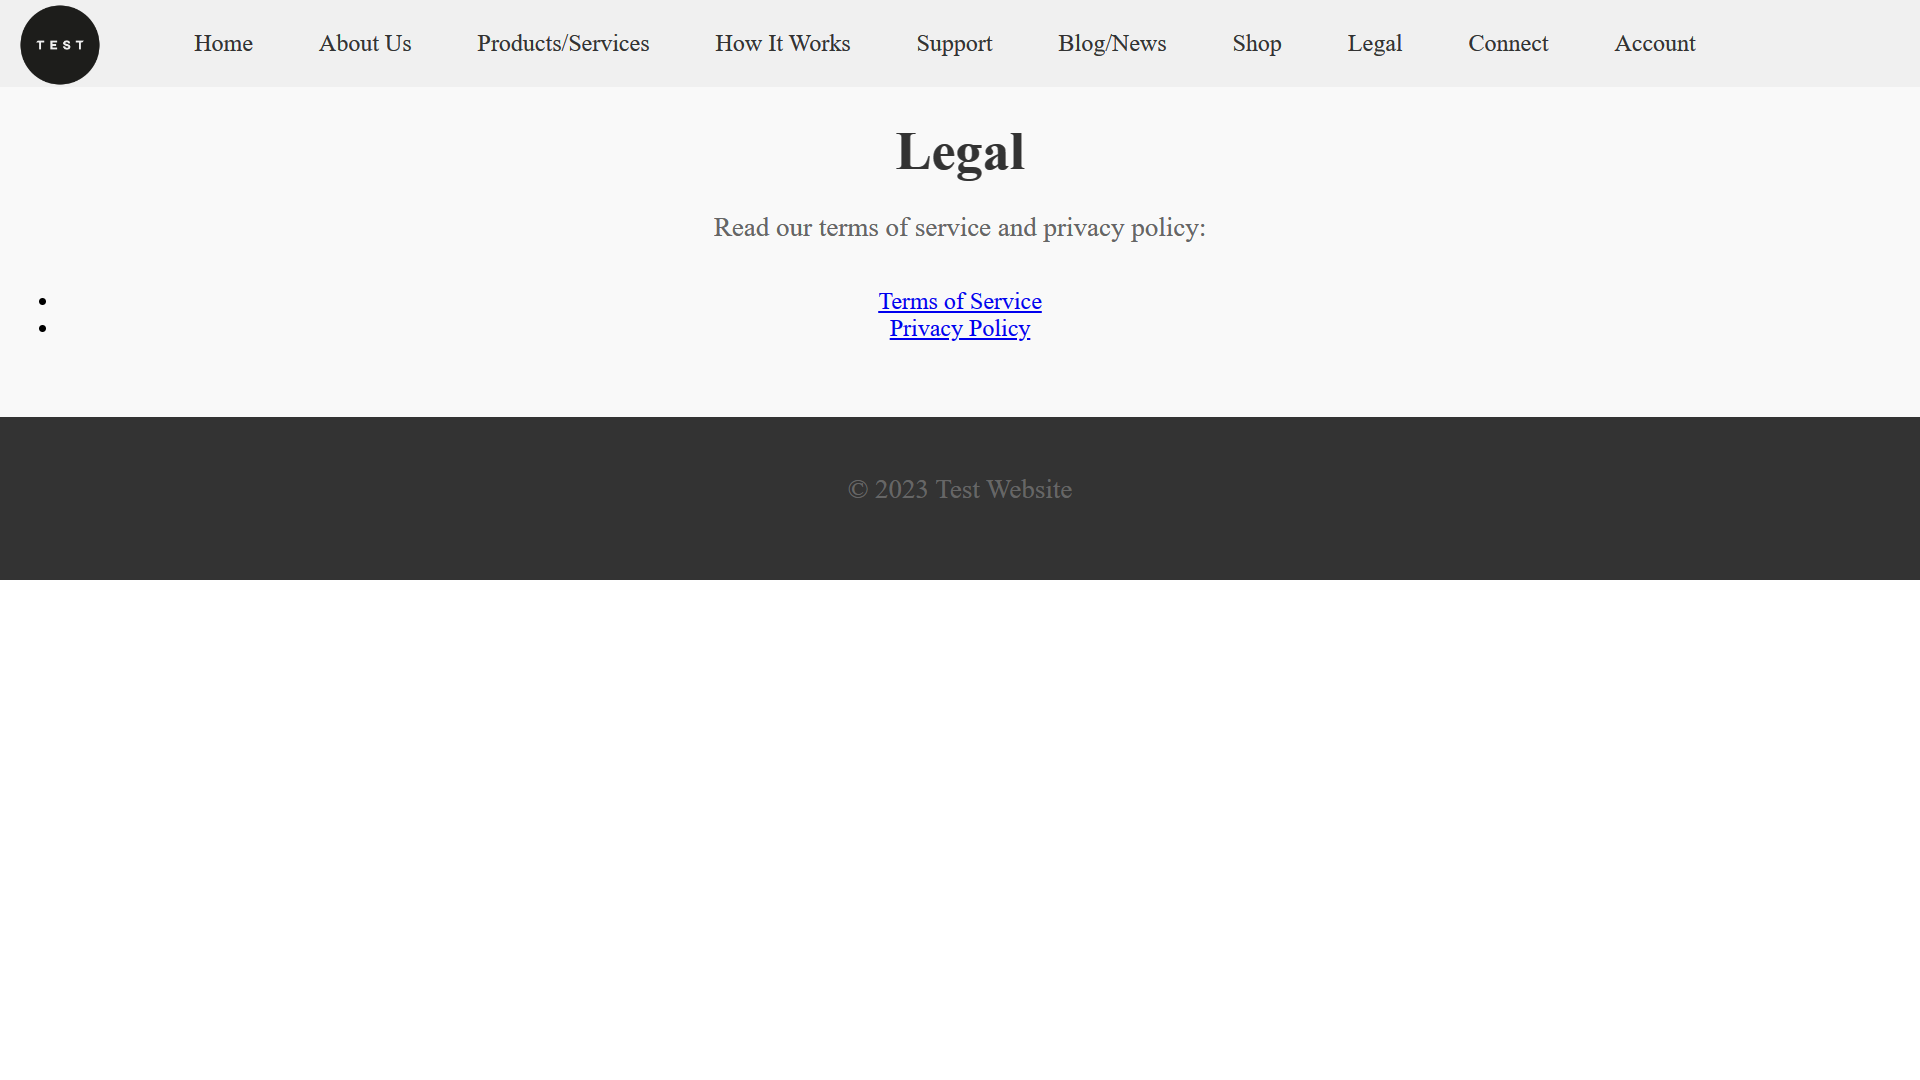 TEST
Home About Us Products/Services How It Works Support Blog/News Shop Legal Connect Account
Legal
Read our terms of service and privacy policy:
Terms of Service
Privacy Policy
© 2023 Test Website